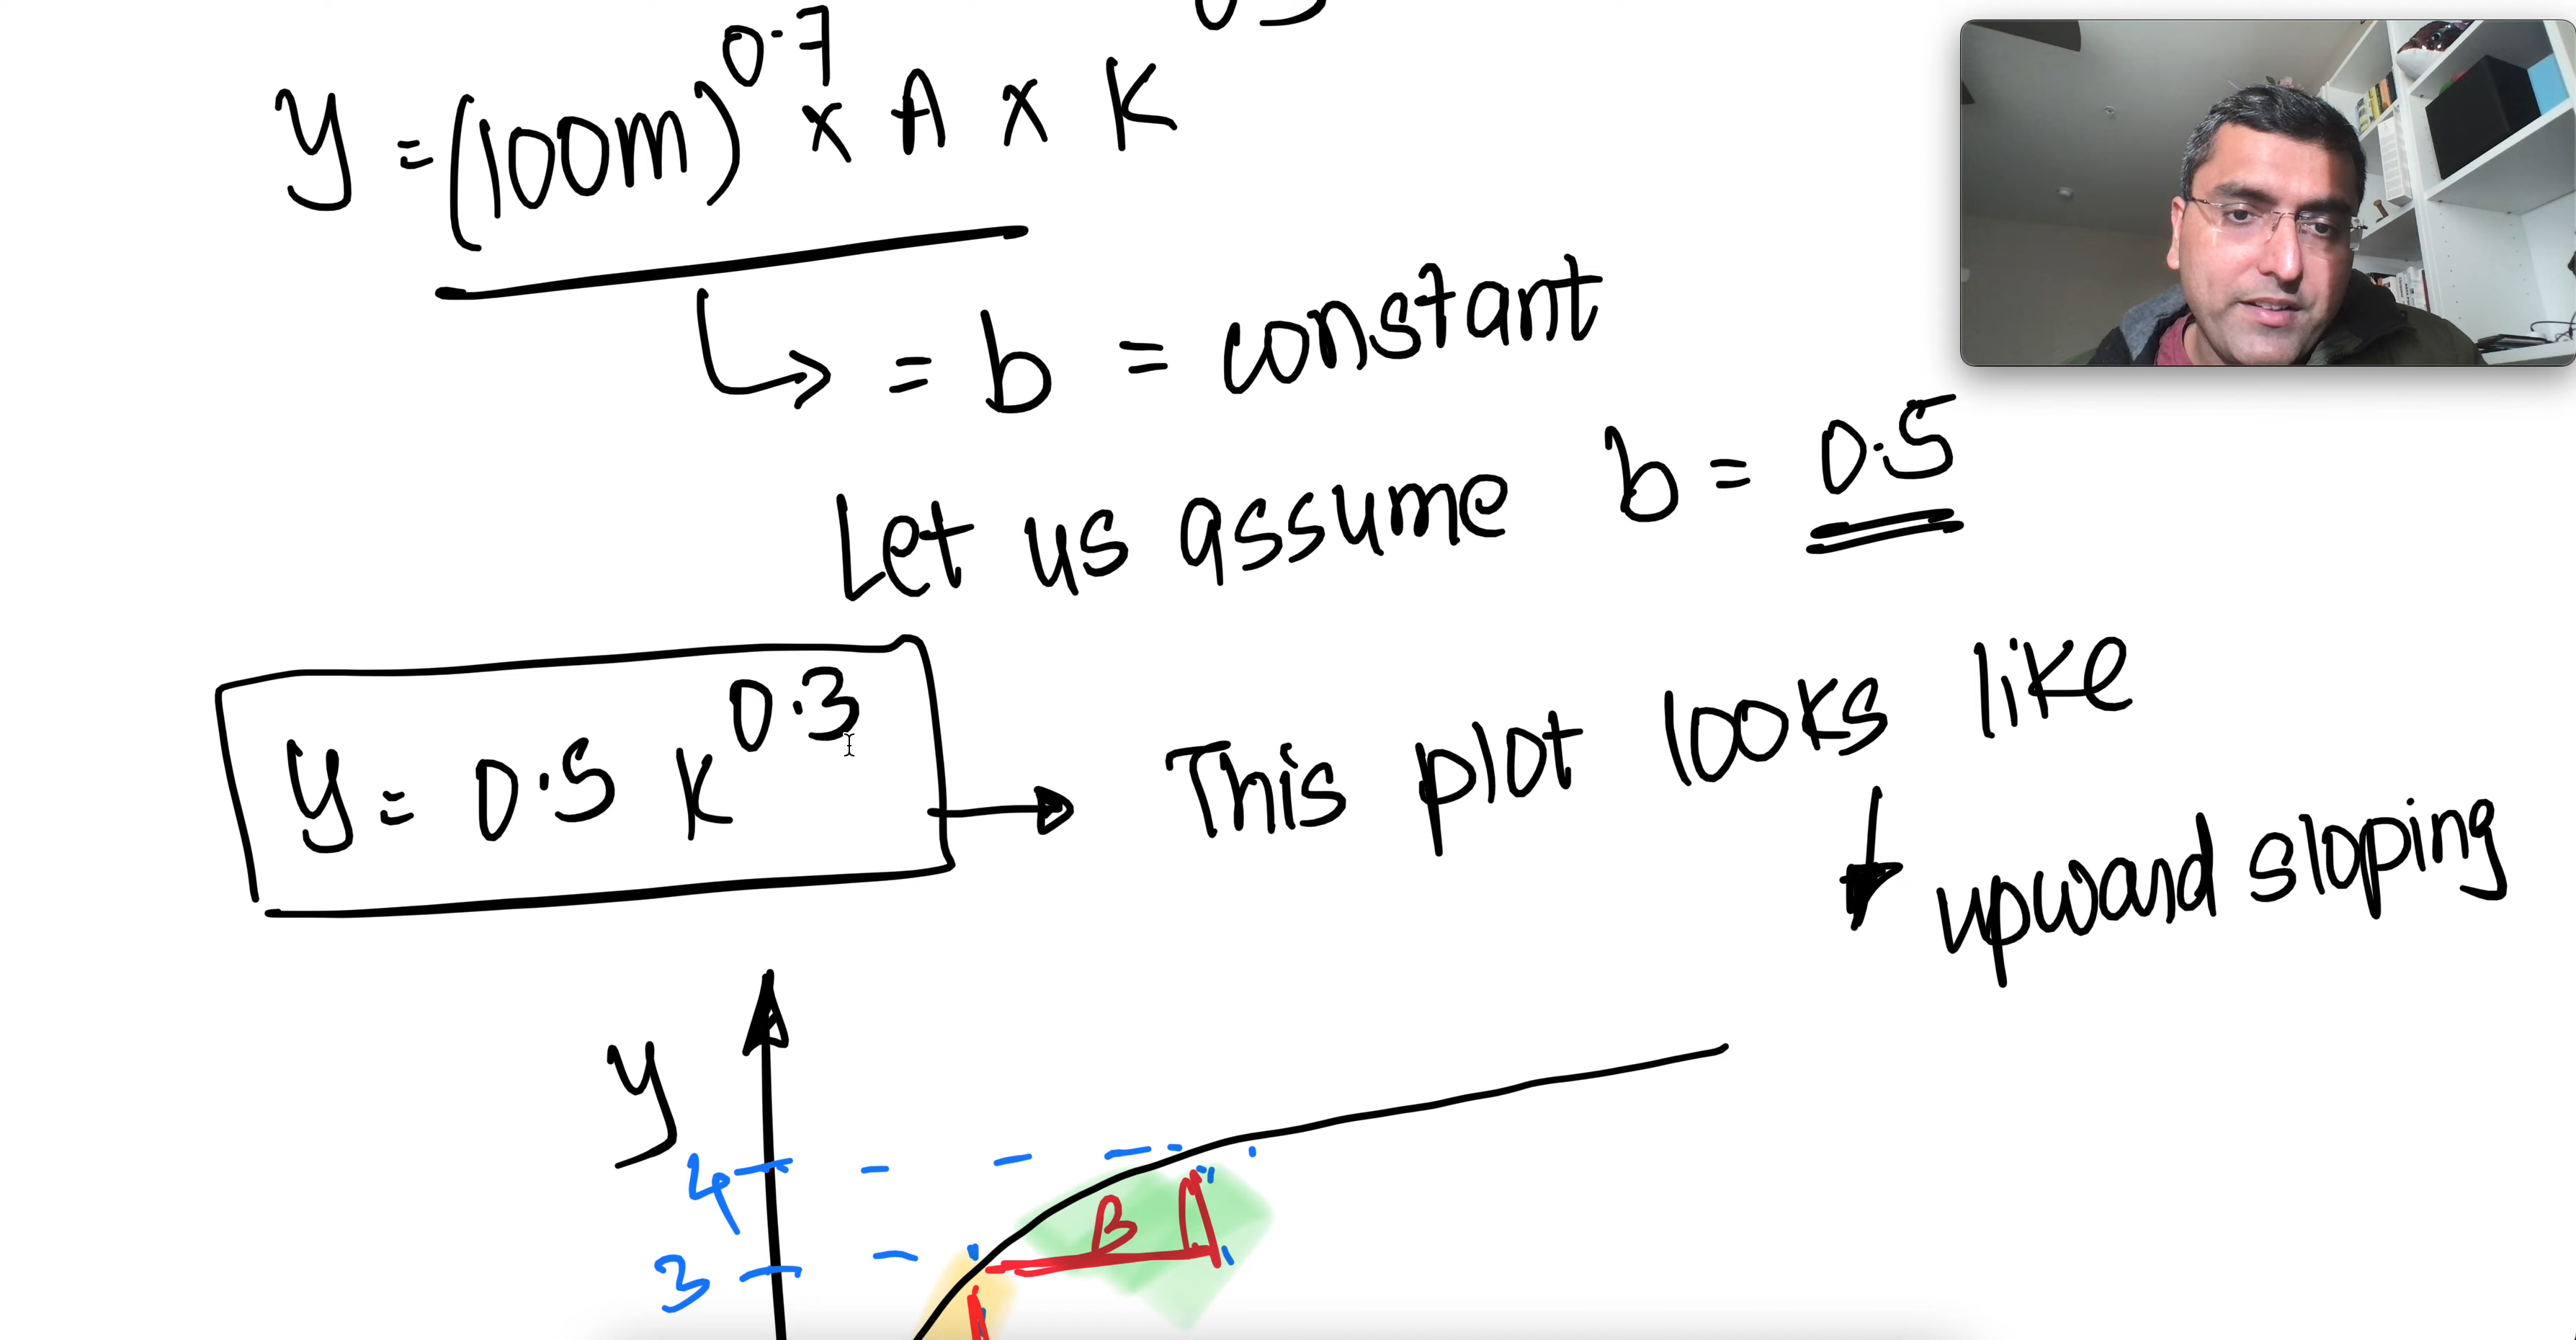 y = (100m)^0.7 x A x K
↳ = b = constant
Let us assume b = 0.5
y = 0.5 K^0.3 → This plot looks like
↓ upward sloping
y
4
B
3